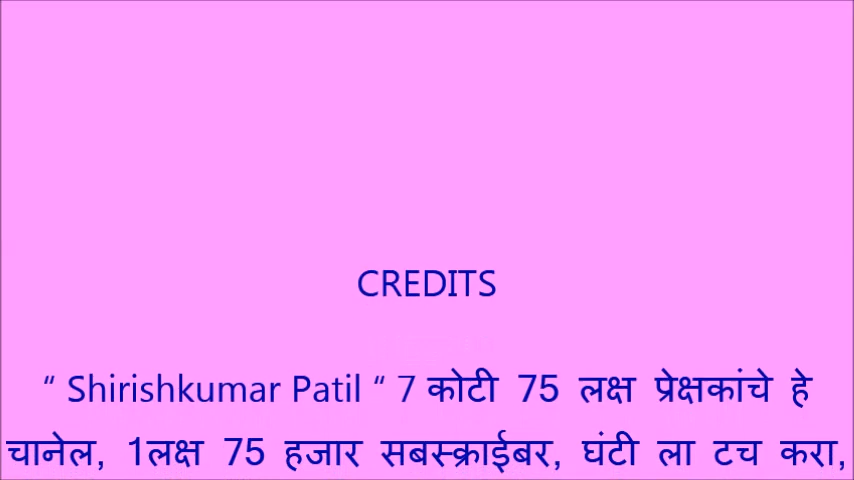 CREDITS
“ Shirishkumar Patil “ 7 कोटी 75 लक्ष प्रेक्षकांचे हे
चानेल, 1लक्ष 75 हजार सबस्क्राईबर, घंटी ला टच करा,